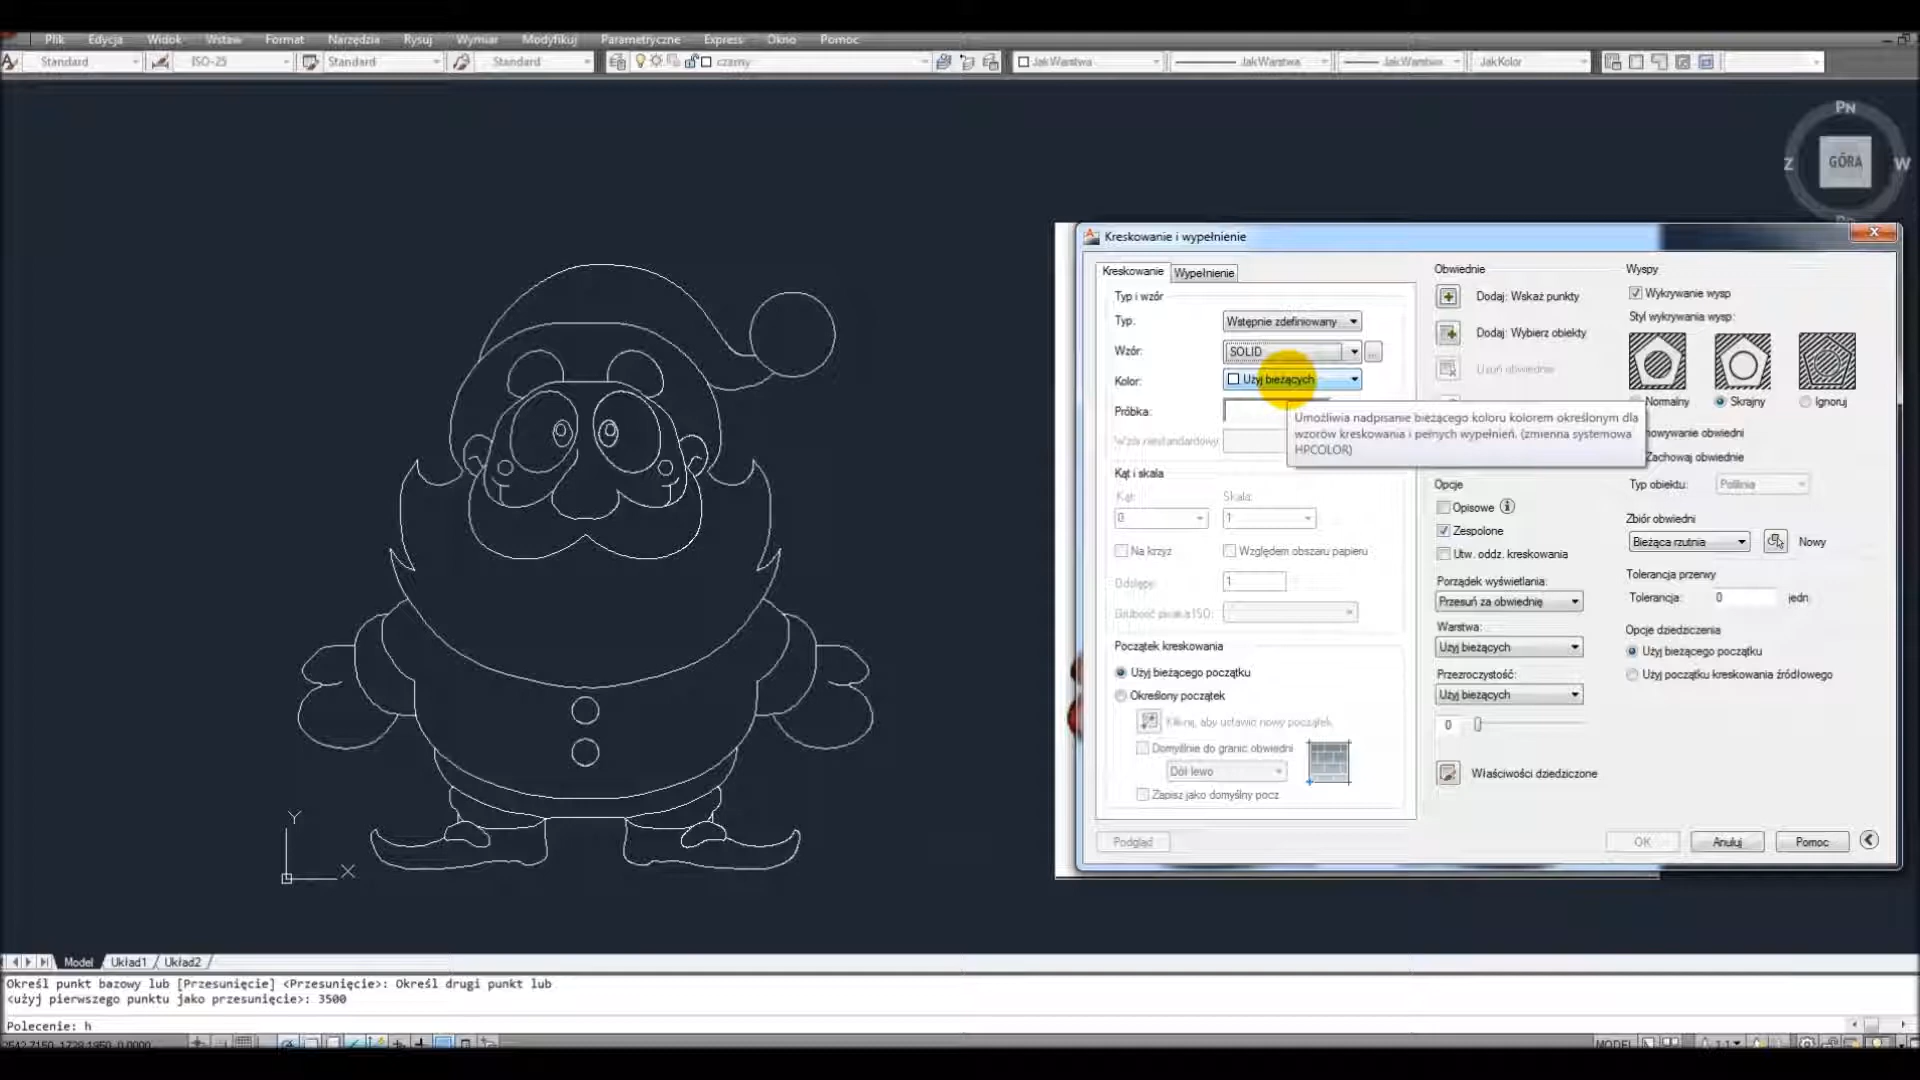 Plik Edycja Widok Wstaw Format Narzędzia Rysuj Wymiar Modyfikuj Parametryczne Express Okno Pomoc
Standard ISO-25 Standard Standard czarny JakWarstwa JakWarstwa JakWarstwa JakKolor
PN
Z GÓRA W
Kreskowanie i wypełnienie
Kreskowanie Wypełnienie
Typ i wzór
Typ: Wstępnie zdefiniowany
Wzór: SOLID ...
Kolor: Użyj bieżących
Próbka:
Wzór niestandardowy:
Umożliwia nadpisanie bieżącego koloru kolorem określonym dla
wzorów kreskowania i pełnych wypełnień. (zmienna systemowa
HPCOLOR)
Kąt i skala
Kąt: Skala:
0 1
Na krzyż Względem obszaru papieru
Odstępy: 1
Grubość pisaka ISO:
Początek kreskowania
Użyj bieżącego początku
Określony początek
Kliknij, aby ustawić nowy początek
Domyślnie do granic obwiedni
Dół lewo
Zapisz jako domyślny pocz
Podgląd
Obwiednie
Dodaj: Wskaż punkty
Dodaj: Wybierz obiekty
Usuń obwiednie
Opcje
Opisowe
Zespolone
Utw. oddz. kreskowania
Porządek wyświetlania:
Przesuń za obwiednię
Warstwa:
Użyj bieżących
Przezroczystość:
Użyj bieżących
0
Właściwości dziedziczone
Wyspy
Wykrywanie wysp
Styl wykrywania wysp:
Normalny Skrajny Ignoruj
howywanie obwiedni
Zachowaj obwiednie
Typ obiektu: Polilinia
Zbiór obwiedni
Bieżąca rzutnia Nowy
Tolerancja przerwy
Tolerancja: 0 jedn
Opcje dziedziczenia
Użyj bieżącego początku
Użyj początku kreskowania źródłowego
OK Anuluj Pomoc
Y
X
Model Układ1 Układ2
Określ punkt bazowy lub [Przesunięcie] <Przesunięcie>: Określ drugi punkt lub
<użyj pierwszego punktu jako przesunięcie>: 3500
Polecenie: h
MODEL 1:1